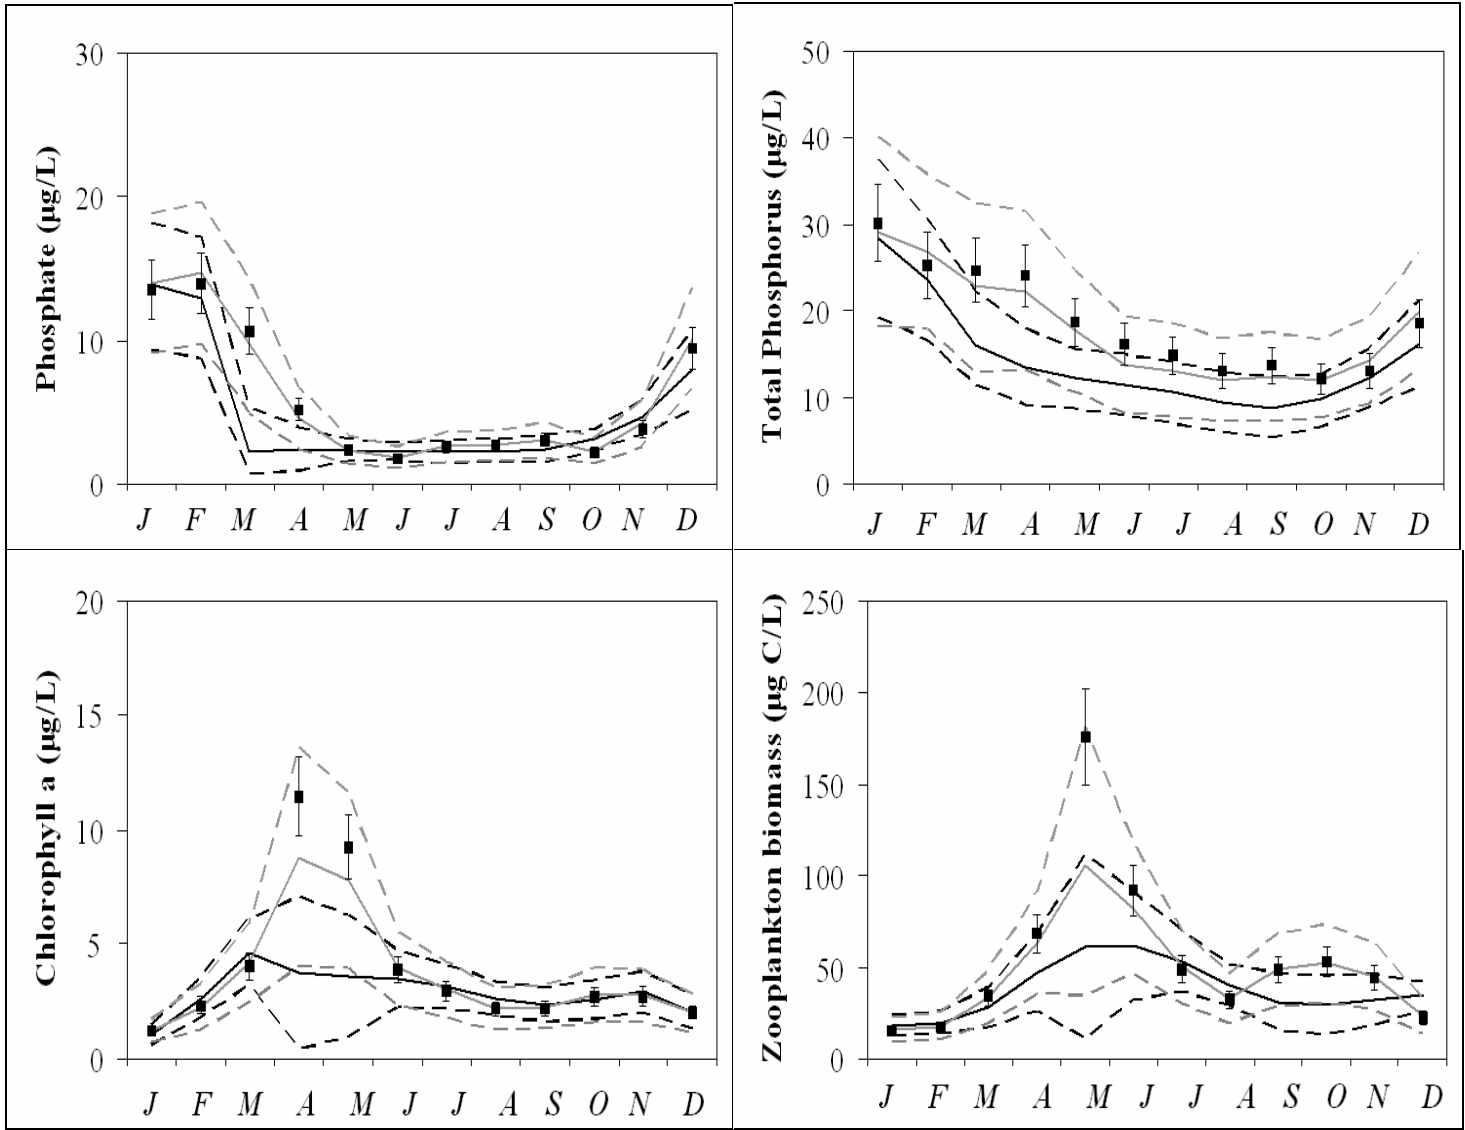 Phosphate (µg/L)
30
20
10
0
J F M A M J J A S O N D
Total Phosphorus (µg/L)
50
40
30
20
10
0
J F M A M J J A S O N D
Chlorophyll a (µg/L)
20
15
10
5
0
J F M A M J J A S O N D
Zooplankton biomass (µg C/L)
250
200
150
100
50
0
J F M A M J J A S O N D